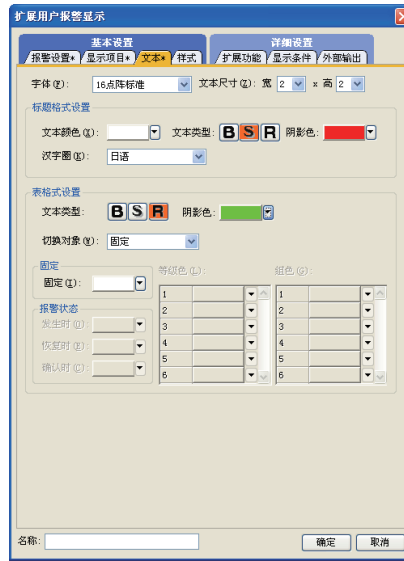 扩展用户报警显示
基本设置 详细设置
报警设置* 显示项目* 文本* 样式 扩展功能 显示条件 外部输出
字体(F): 16点阵标准 文本尺寸(Z): 宽 2 x 高 2
标题格式设置
文本颜色(X): 文本类型: B S R 阴影色:
汉字圈(K): 日语
表格式设置
文本类型: B S R 阴影色:
切换对象(W): 固定
固定 等级色(L): 组色(G):
固定(I):
报警状态
发生时(O):
恢复时(E):
确认时(C):
1 1
2 2
3 3
4 4
5 5
6 6
名称: 确定 取消